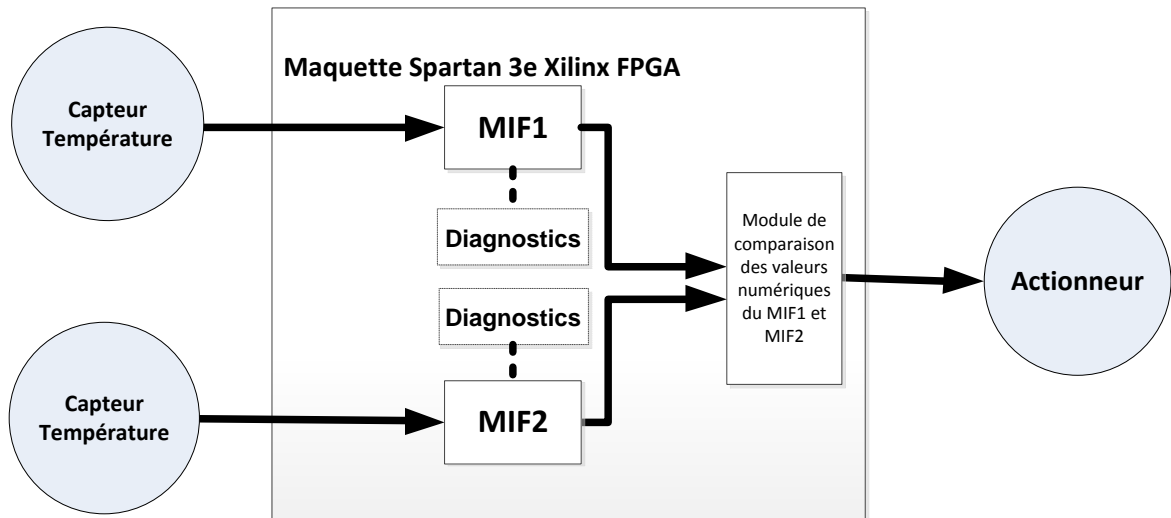 Maquette Spartan 3e Xilinx FPGA
Capteur
Température
MIF1
Diagnostics
Diagnostics
MIF2
Capteur
Température
Module de
comparaison
des valeurs
numériques
du MIF1 et
MIF2
Actionneur